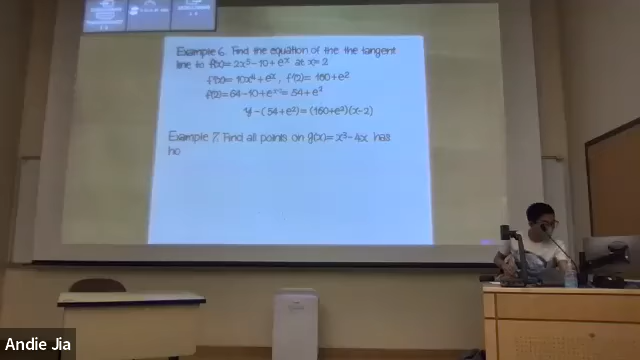 Example 6. Find the equation of the the tangent
line to f(x)=2x⁵-10+eˣ at x=2
f'(x)=10x⁴+eˣ, f'(2)=160+e²
f(2)=64-10+e²=54+e²
y-(54+e²)=(160+e²)(x-2)
Example 7. Find all points on g(x)=x³-4x has
ho
Andie Jia